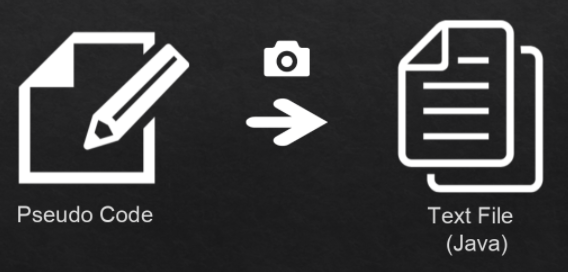 Pseudo Code
Text File
(Java)